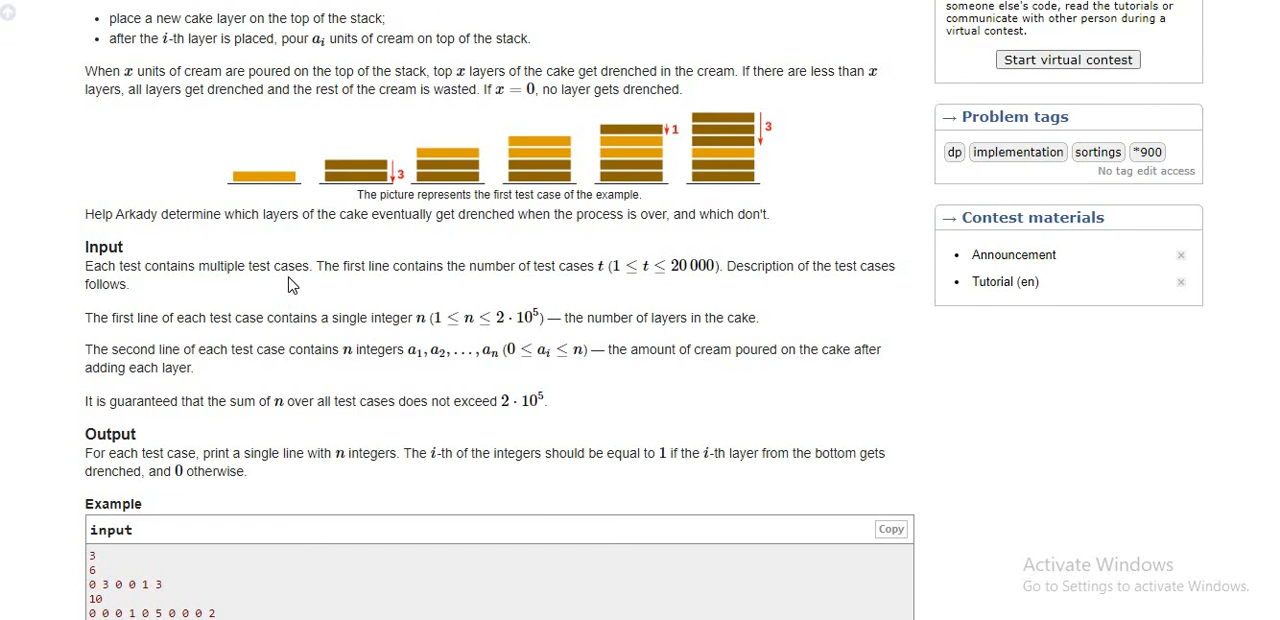 • place a new cake layer on the top of the stack;
• after the i-th layer is placed, pour aᵢ units of cream on top of the stack.
When x units of cream are poured on the top of the stack, top x layers of the cake get drenched in the cream. If there are less than x
layers, all layers get drenched and the rest of the cream is wasted. If x = 0, no layer gets drenched.
3
1
3
The picture represents the first test case of the example.
Help Arkady determine which layers of the cake eventually get drenched when the process is over, and which don't.
Input
Each test contains multiple test cases. The first line contains the number of test cases t (1 ≤ t ≤ 20 000). Description of the test cases
follows.
The first line of each test case contains a single integer n (1 ≤ n ≤ 2 · 10⁵) — the number of layers in the cake.
The second line of each test case contains n integers a₁, a₂, . . . , aₙ (0 ≤ aᵢ ≤ n) — the amount of cream poured on the cake after
adding each layer.
It is guaranteed that the sum of n over all test cases does not exceed 2 · 10⁵.
Output
For each test case, print a single line with n integers. The i-th of the integers should be equal to 1 if the i-th layer from the bottom gets
drenched, and 0 otherwise.
Example
input
Copy
3
6
0 3 0 0 1 3
10
0 0 0 1 0 5 0 0 0 2
someone else's code, read the tutorials or
communicate with other person during a
virtual contest.
Start virtual contest
→ Problem tags
dp implementation sortings *900
No tag edit access
→ Contest materials
• Announcement
• Tutorial (en)
Activate Windows
Go to Settings to activate Windows.